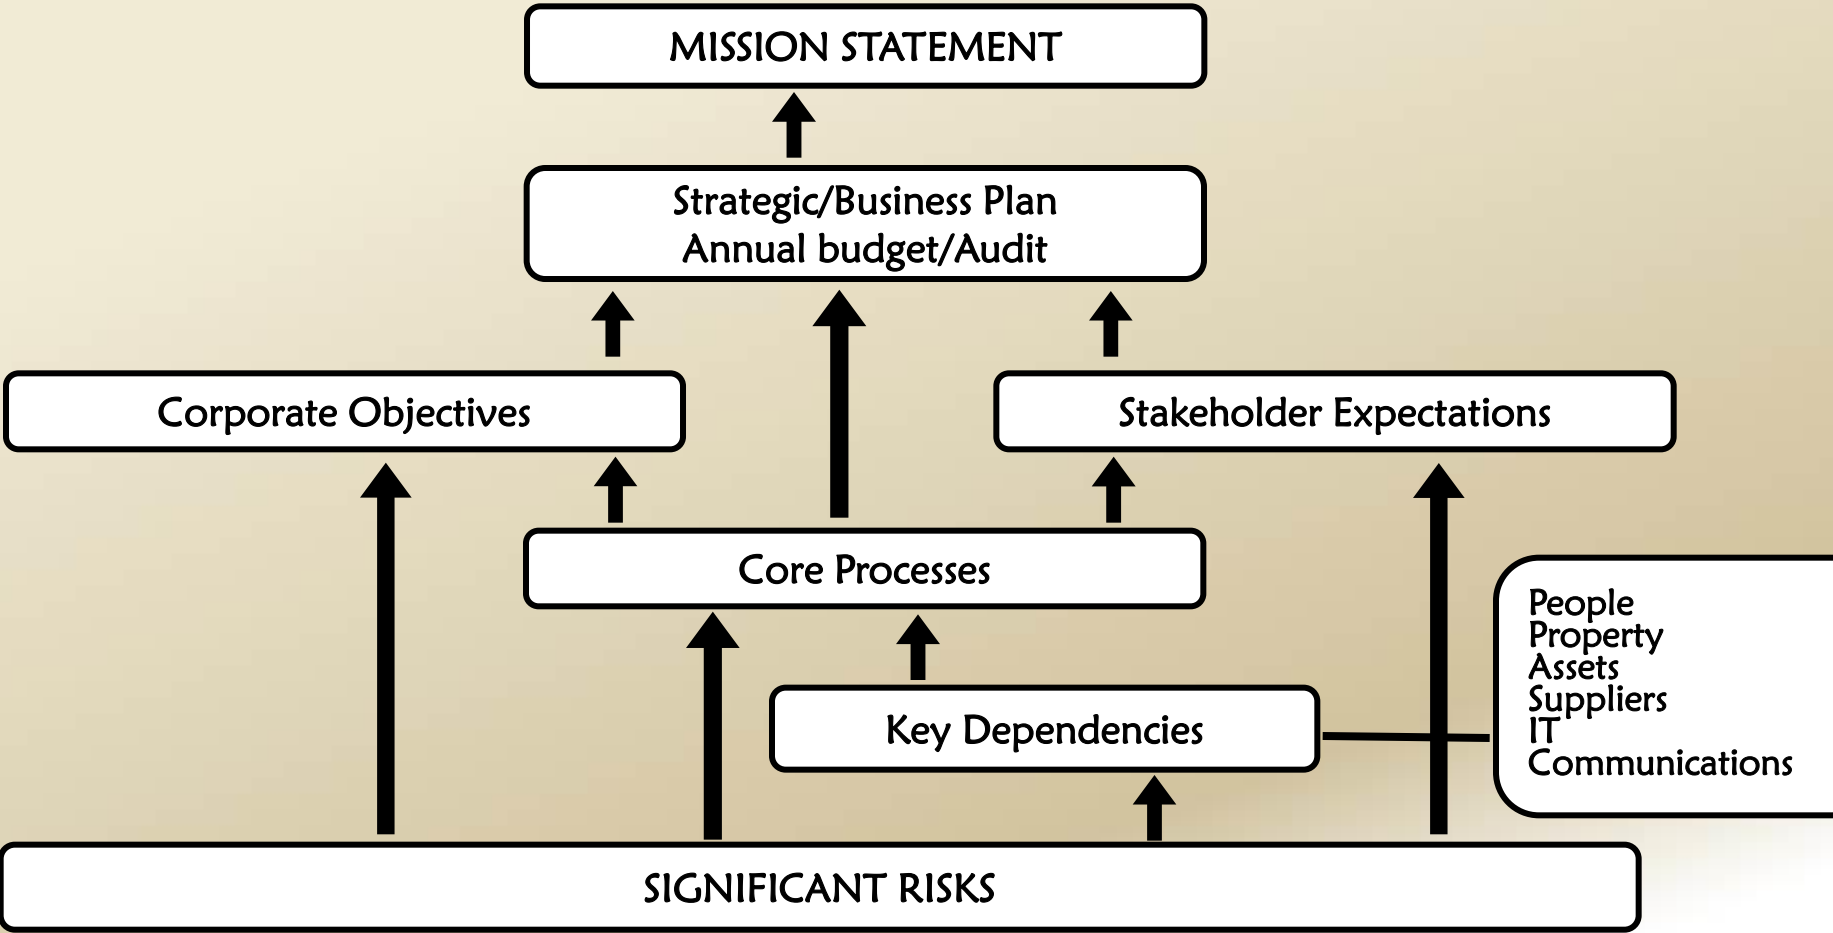 MISSION STATEMENT
Strategic/Business Plan
Annual budget/Audit
Corporate Objectives
Stakeholder Expectations
Core Processes
People
Property
Assets
Suppliers
IT
Communications
Key Dependencies
SIGNIFICANT RISKS